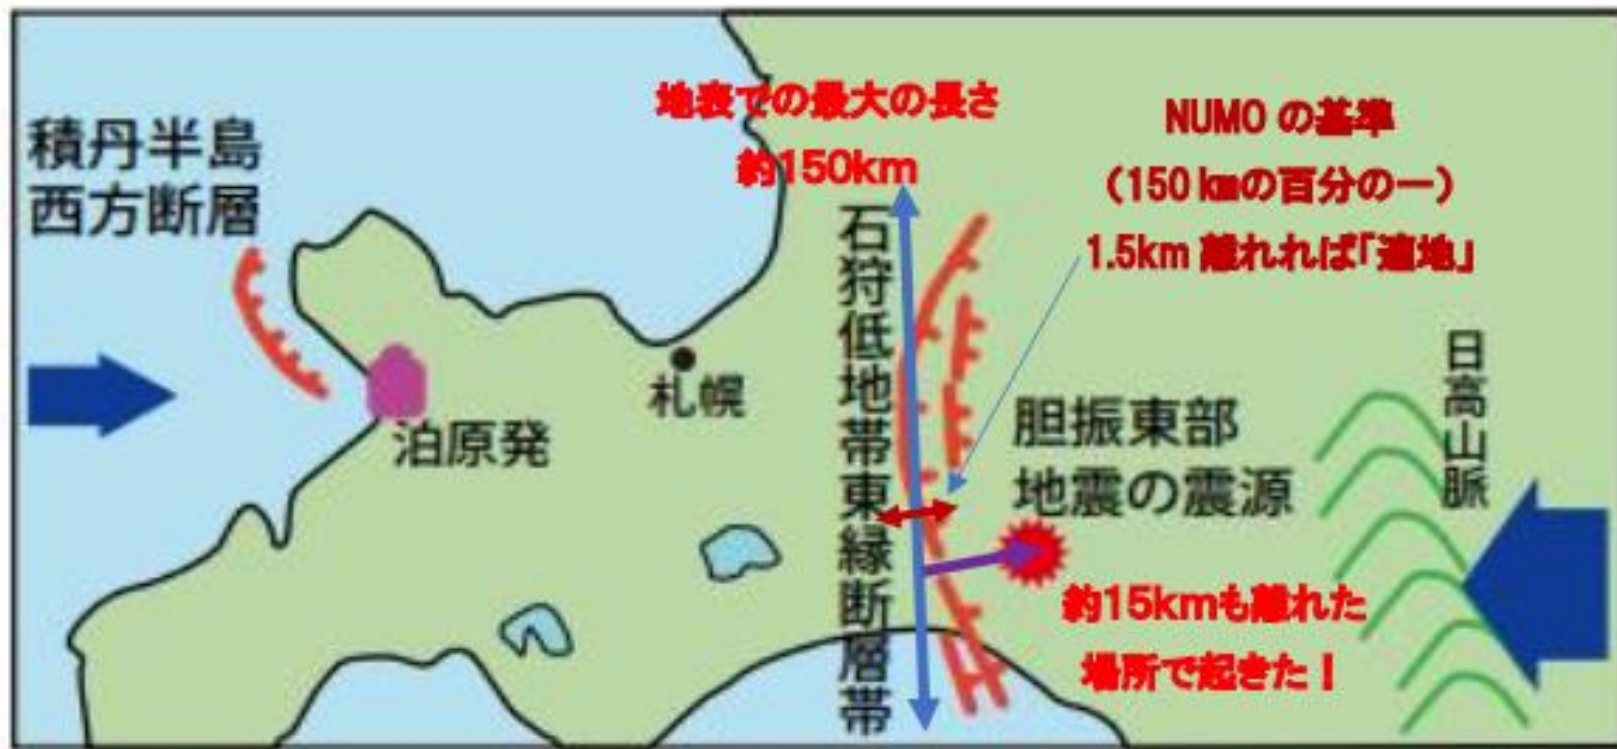 積丹半島
西方断層
地表での最大の長さ
約150km
NUMO の基準
（150 ㎞の百分の一）
1.5km 離れれば｢適地｣
石狩低地帯東縁断層帯
札幌
泊原発
胆振東部
地震の震源
日高山脈
約15kmも離れた
場所で起きた！